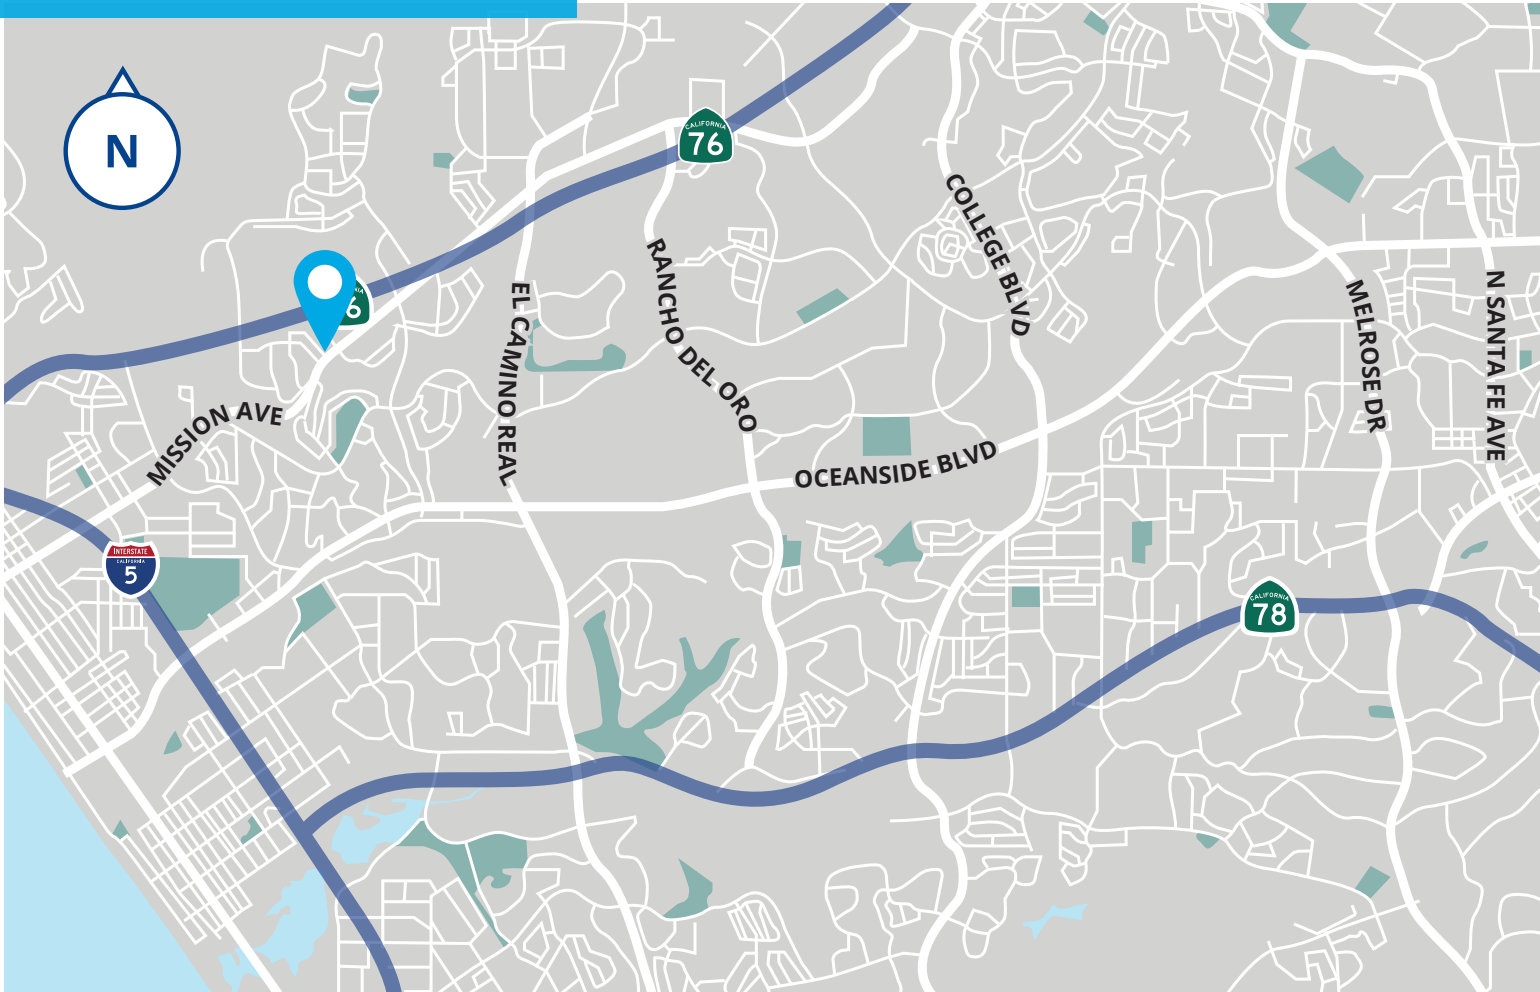 N
CALIFORNIA
76
COLLEGE BLVD
RANCHO DEL ORO
EL CAMINO REAL
6
MELROSE DR
N SANTA FE AVE
MISSION AVE
OCEANSIDE BLVD
INTERSTATE
CALIFORNIA
5
CALIFORNIA
78